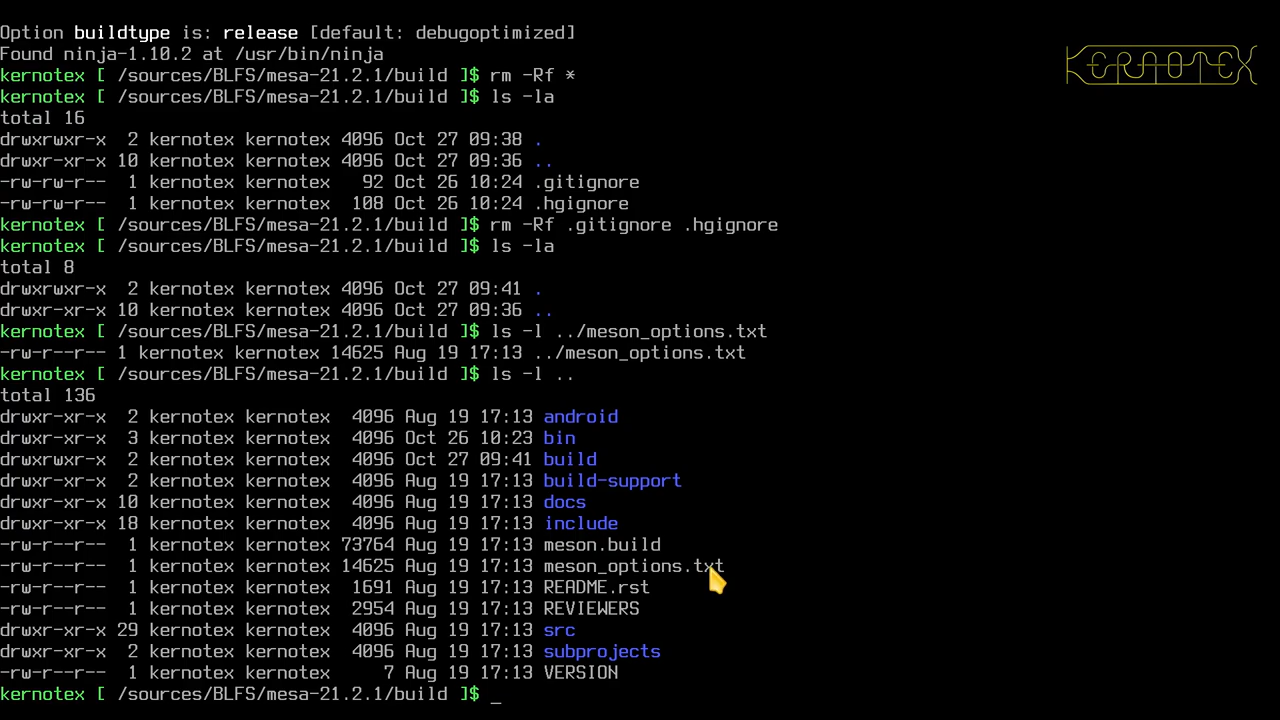 Option buildtype is: release [default: debugoptimized]
Found ninja-1.10.2 at /usr/bin/ninja
KERNOTEX
kernotex [ /sources/BLFS/mesa-21.2.1/build ]$ rm -Rf *
kernotex [ /sources/BLFS/mesa-21.2.1/build ]$ ls -la
total 16
drwxrwxr-x  2 kernotex kernotex 4096 Oct 27 09:38 .
drwxr-xr-x 10 kernotex kernotex 4096 Oct 27 09:36 ..
-rw-rw-r--  1 kernotex kernotex   92 Oct 26 10:24 .gitignore
-rw-rw-r--  1 kernotex kernotex  108 Oct 26 10:24 .hgignore
kernotex [ /sources/BLFS/mesa-21.2.1/build ]$ rm -Rf .gitignore .hgignore
kernotex [ /sources/BLFS/mesa-21.2.1/build ]$ ls -la
total 8
drwxrwxr-x  2 kernotex kernotex 4096 Oct 27 09:41 .
drwxr-xr-x 10 kernotex kernotex 4096 Oct 27 09:36 ..
kernotex [ /sources/BLFS/mesa-21.2.1/build ]$ ls -l ../meson_options.txt
-rw-r--r-- 1 kernotex kernotex 14625 Aug 19 17:13 ../meson_options.txt
kernotex [ /sources/BLFS/mesa-21.2.1/build ]$ ls -l ..
total 136
drwxr-xr-x  2 kernotex kernotex  4096 Aug 19 17:13 android
drwxr-xr-x  3 kernotex kernotex  4096 Oct 26 10:23 bin
drwxrwxr-x  2 kernotex kernotex  4096 Oct 27 09:41 build
drwxr-xr-x  2 kernotex kernotex  4096 Aug 19 17:13 build-support
drwxr-xr-x 10 kernotex kernotex  4096 Aug 19 17:13 docs
drwxr-xr-x 18 kernotex kernotex  4096 Aug 19 17:13 include
-rw-r--r--  1 kernotex kernotex 73764 Aug 19 17:13 meson.build
-rw-r--r--  1 kernotex kernotex 14625 Aug 19 17:13 meson_options.txt
-rw-r--r--  1 kernotex kernotex  1691 Aug 19 17:13 README.rst
-rw-r--r--  1 kernotex kernotex  2954 Aug 19 17:13 REVIEWERS
drwxr-xr-x 29 kernotex kernotex  4096 Aug 19 17:13 src
drwxr-xr-x  2 kernotex kernotex  4096 Aug 19 17:13 subprojects
-rw-r--r--  1 kernotex kernotex     7 Aug 19 17:13 VERSION
kernotex [ /sources/BLFS/mesa-21.2.1/build ]$ _